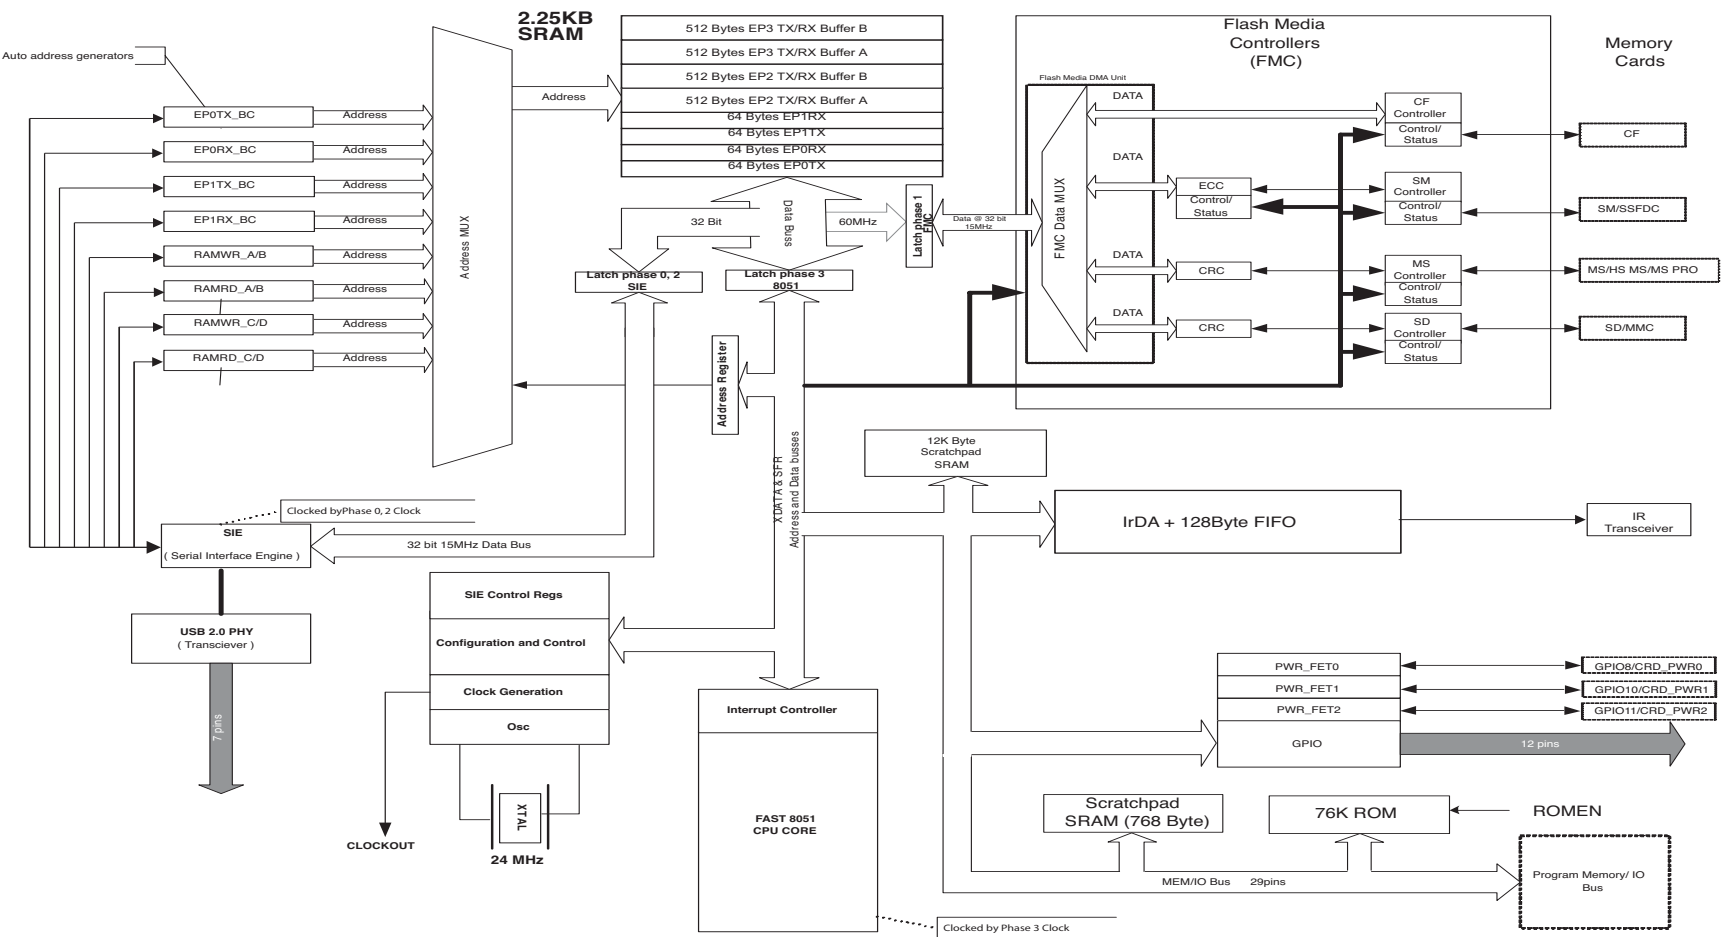 2.25KB
SRAM
Auto address generators
EP0TX_BC
EP0RX_BC
EP1TX_BC
EP1RX_BC
RAMWR_A/B
RAMRD_A/B
RAMWR_C/D
RAMRD_C/D
Address
Address
Address
Address
Address
Address
Address
Address
Address MUX
Address
512 Bytes EP3 TX/RX Buffer B
512 Bytes EP3 TX/RX Buffer A
512 Bytes EP2 TX/RX Buffer B
512 Bytes EP2 TX/RX Buffer A
64 Bytes EP1RX
64 Bytes EP1TX
64 Bytes EP0RX
64 Bytes EP0TX
32 Bit
Data Buss
60MHz
Latch phase 0, 2
SIE
Latch phase 3
8051
Latch phase 1
FMC
Data @ 32 bit
15MHz
Address Register
Flash Media
Controllers
(FMC)
Flash Media DMA Unit
FMC Data MUX
DATA
DATA
DATA
DATA
ECC
Control/
Status
CRC
CRC
CF
Controller
Control/
Status
SM
Controller
Control/
Status
MS
Controller
Control/
Status
SD
Controller
Control/
Status
Memory
Cards
CF
SM/SSFDC
MS/HS MS/MS PRO
SD/MMC
XDATA & SFR
Address and Data busses
12K Byte
Scratchpad
SRAM
IrDA + 128Byte FIFO
IR
Transceiver
Clocked byPhase 0, 2 Clock
SIE
( Serial Interface Engine )
32 bit 15MHz Data Bus
USB 2.0 PHY
( Transciever )
7 pins
SIE Control Regs
Configuration and Control
Clock Generation
Osc
CLOCKOUT
XTAL
24 MHz
Interrupt Controller
FAST 8051
CPU CORE
Clocked by Phase 3 Clock
PWR_FET0
PWR_FET1
PWR_FET2
GPIO
GPIO8/CRD_PWR0
GPIO10/CRD_PWR1
GPIO11/CRD_PWR2
12 pins
Scratchpad
SRAM (768 Byte)
76K ROM
ROMEN
MEM/IO Bus 29pins
Program Memory/ IO
Bus